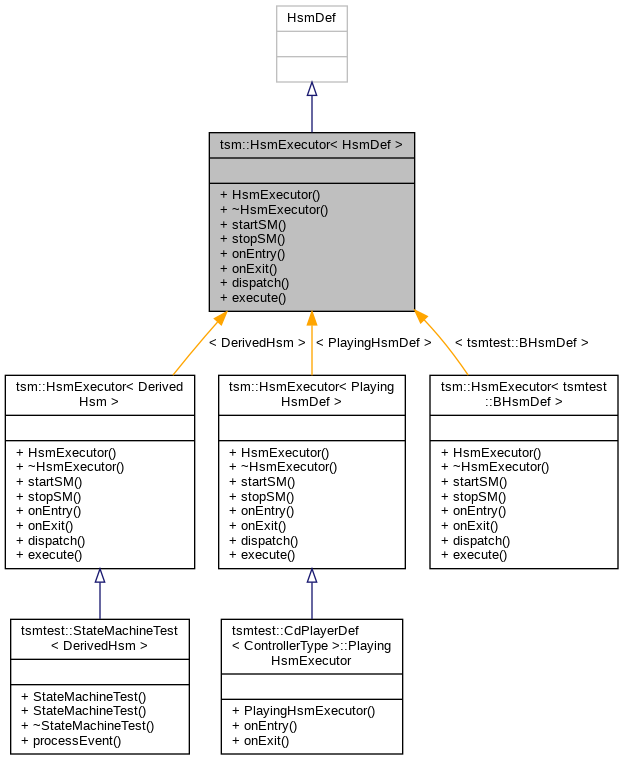 HsmDef
tsm::HsmExecutor< HsmDef >
+ HsmExecutor()
+ ~HsmExecutor()
+ startSM()
+ stopSM()
+ onEntry()
+ onExit()
+ dispatch()
+ execute()
< DerivedHsm >
< PlayingHsmDef >
< tsmtest::BHsmDef >
tsm::HsmExecutor< Derived
Hsm >
+ HsmExecutor()
+ ~HsmExecutor()
+ startSM()
+ stopSM()
+ onEntry()
+ onExit()
+ dispatch()
+ execute()
tsm::HsmExecutor< Playing
HsmDef >
+ HsmExecutor()
+ ~HsmExecutor()
+ startSM()
+ stopSM()
+ onEntry()
+ onExit()
+ dispatch()
+ execute()
tsm::HsmExecutor< tsmtest
::BHsmDef >
+ HsmExecutor()
+ ~HsmExecutor()
+ startSM()
+ stopSM()
+ onEntry()
+ onExit()
+ dispatch()
+ execute()
tsmtest::StateMachineTest
< DerivedHsm >
+ StateMachineTest()
+ StateMachineTest()
+ ~StateMachineTest()
+ processEvent()
tsmtest::CdPlayerDef
< ControllerType >::Playing
HsmExecutor
+ PlayingHsmExecutor()
+ onEntry()
+ onExit()